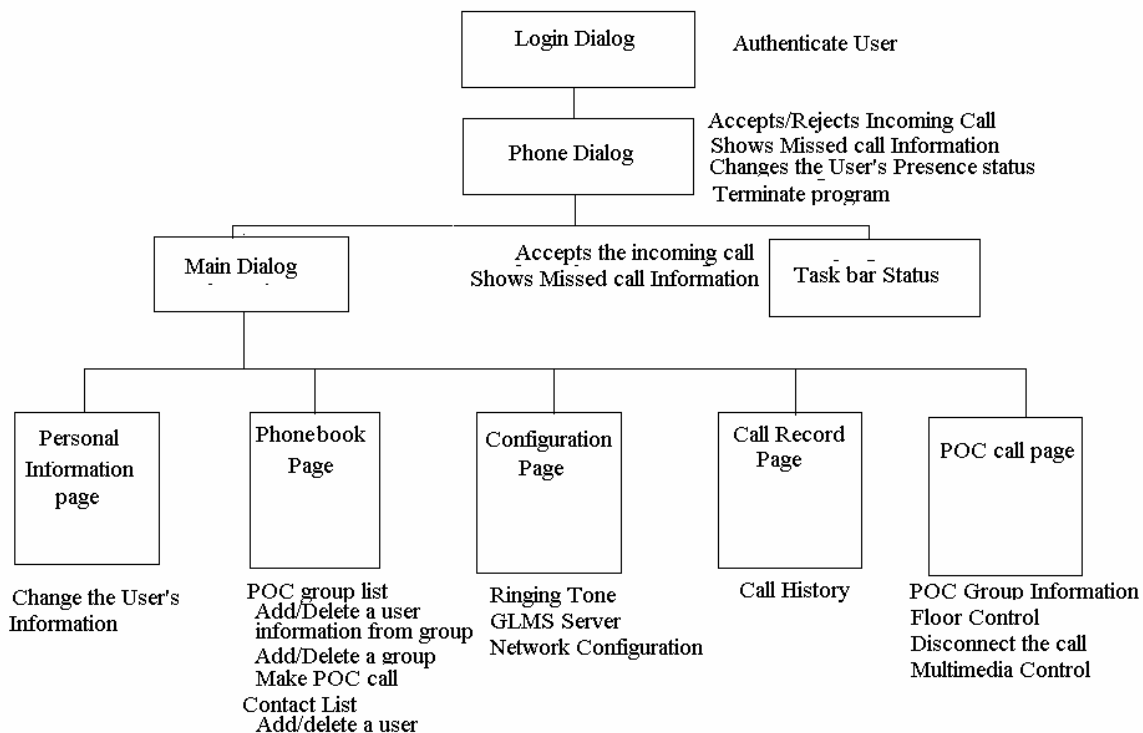 Login Dialog
Authenticate User
Phone Dialog
Accepts/Rejects Incoming Call
Shows Missed call Information
Changes the User's Presence status
Terminate program
Main Dialog
Accepts the incoming call
Shows Missed call Information
Task bar Status
Personal
Information
page
Phonebook
Page
Configuration
Page
Call Record
Page
POC call page
Change the User's
Information
POC group list
Add/Delete a user
information from group
Add/Delete a group
Make POC call
Contact List
Add/delete a user
Ringing Tone
GLMS Server
Network Configuration
Call History
POC Group Information
Floor Control
Disconnect the call
Multimedia Control